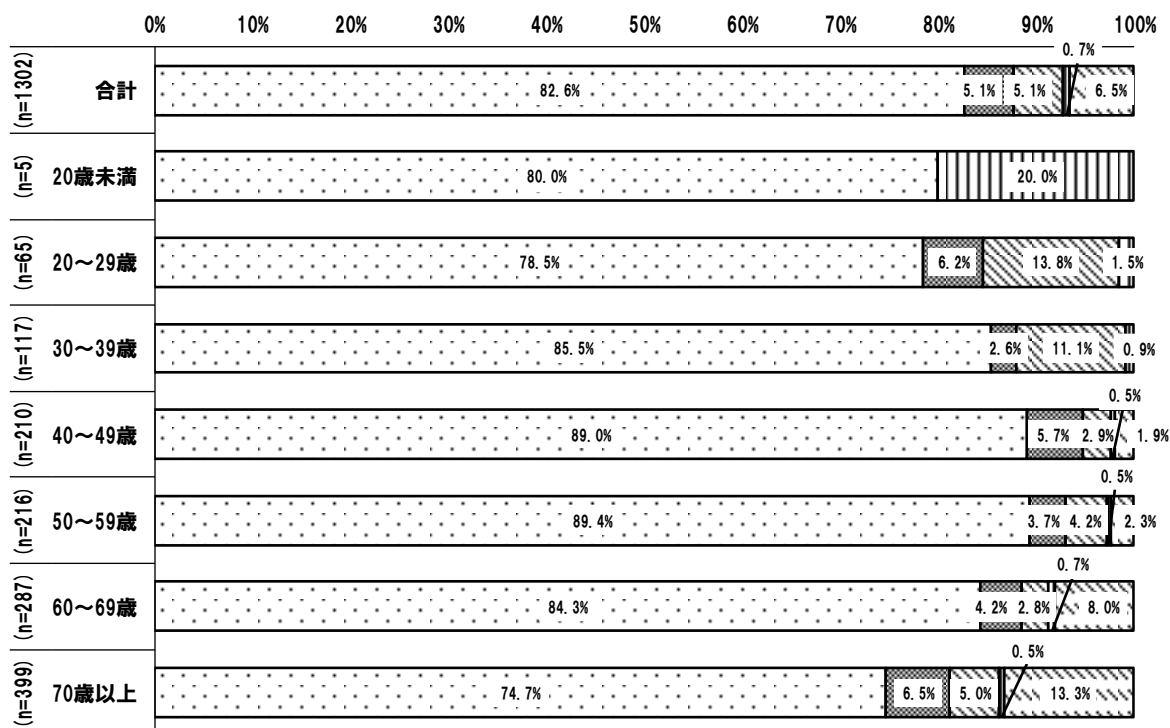 0% 10% 20% 30% 40% 50% 60% 70% 80% 90% 100%
0.7%
(n=1302) 合計 82.6% 5.1% 5.1% 6.5%
(n=5) 20歳未満 80.0% 20.0%
(n=65) 20～29歳 78.5% 6.2% 13.8% 1.5%
(n=117) 30～39歳 85.5% 2.6% 11.1% 0.9%
0.5%
(n=210) 40～49歳 89.0% 5.7% 2.9% 1.9%
0.5%
(n=216) 50～59歳 89.4% 3.7% 4.2% 2.3%
0.7%
(n=287) 60～69歳 84.3% 4.2% 2.8% 8.0%
0.5%
(n=399) 70歳以上 74.7% 6.5% 5.0% 13.3%